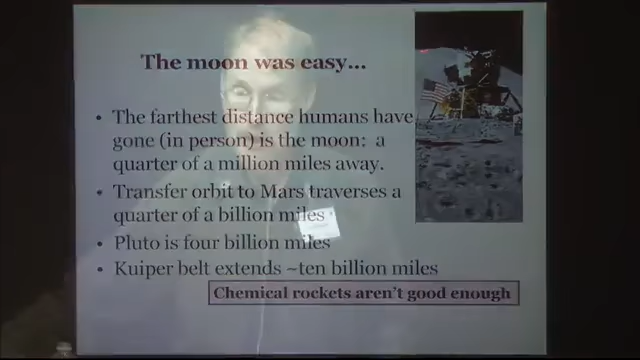 The moon was easy...
• The farthest distance humans have
gone (in person) is the moon: a
quarter of a million miles away.
• Transfer orbit to Mars traverses a
quarter of a billion miles
• Pluto is four billion miles
• Kuiper belt extends ~ten billion miles
Chemical rockets aren't good enough